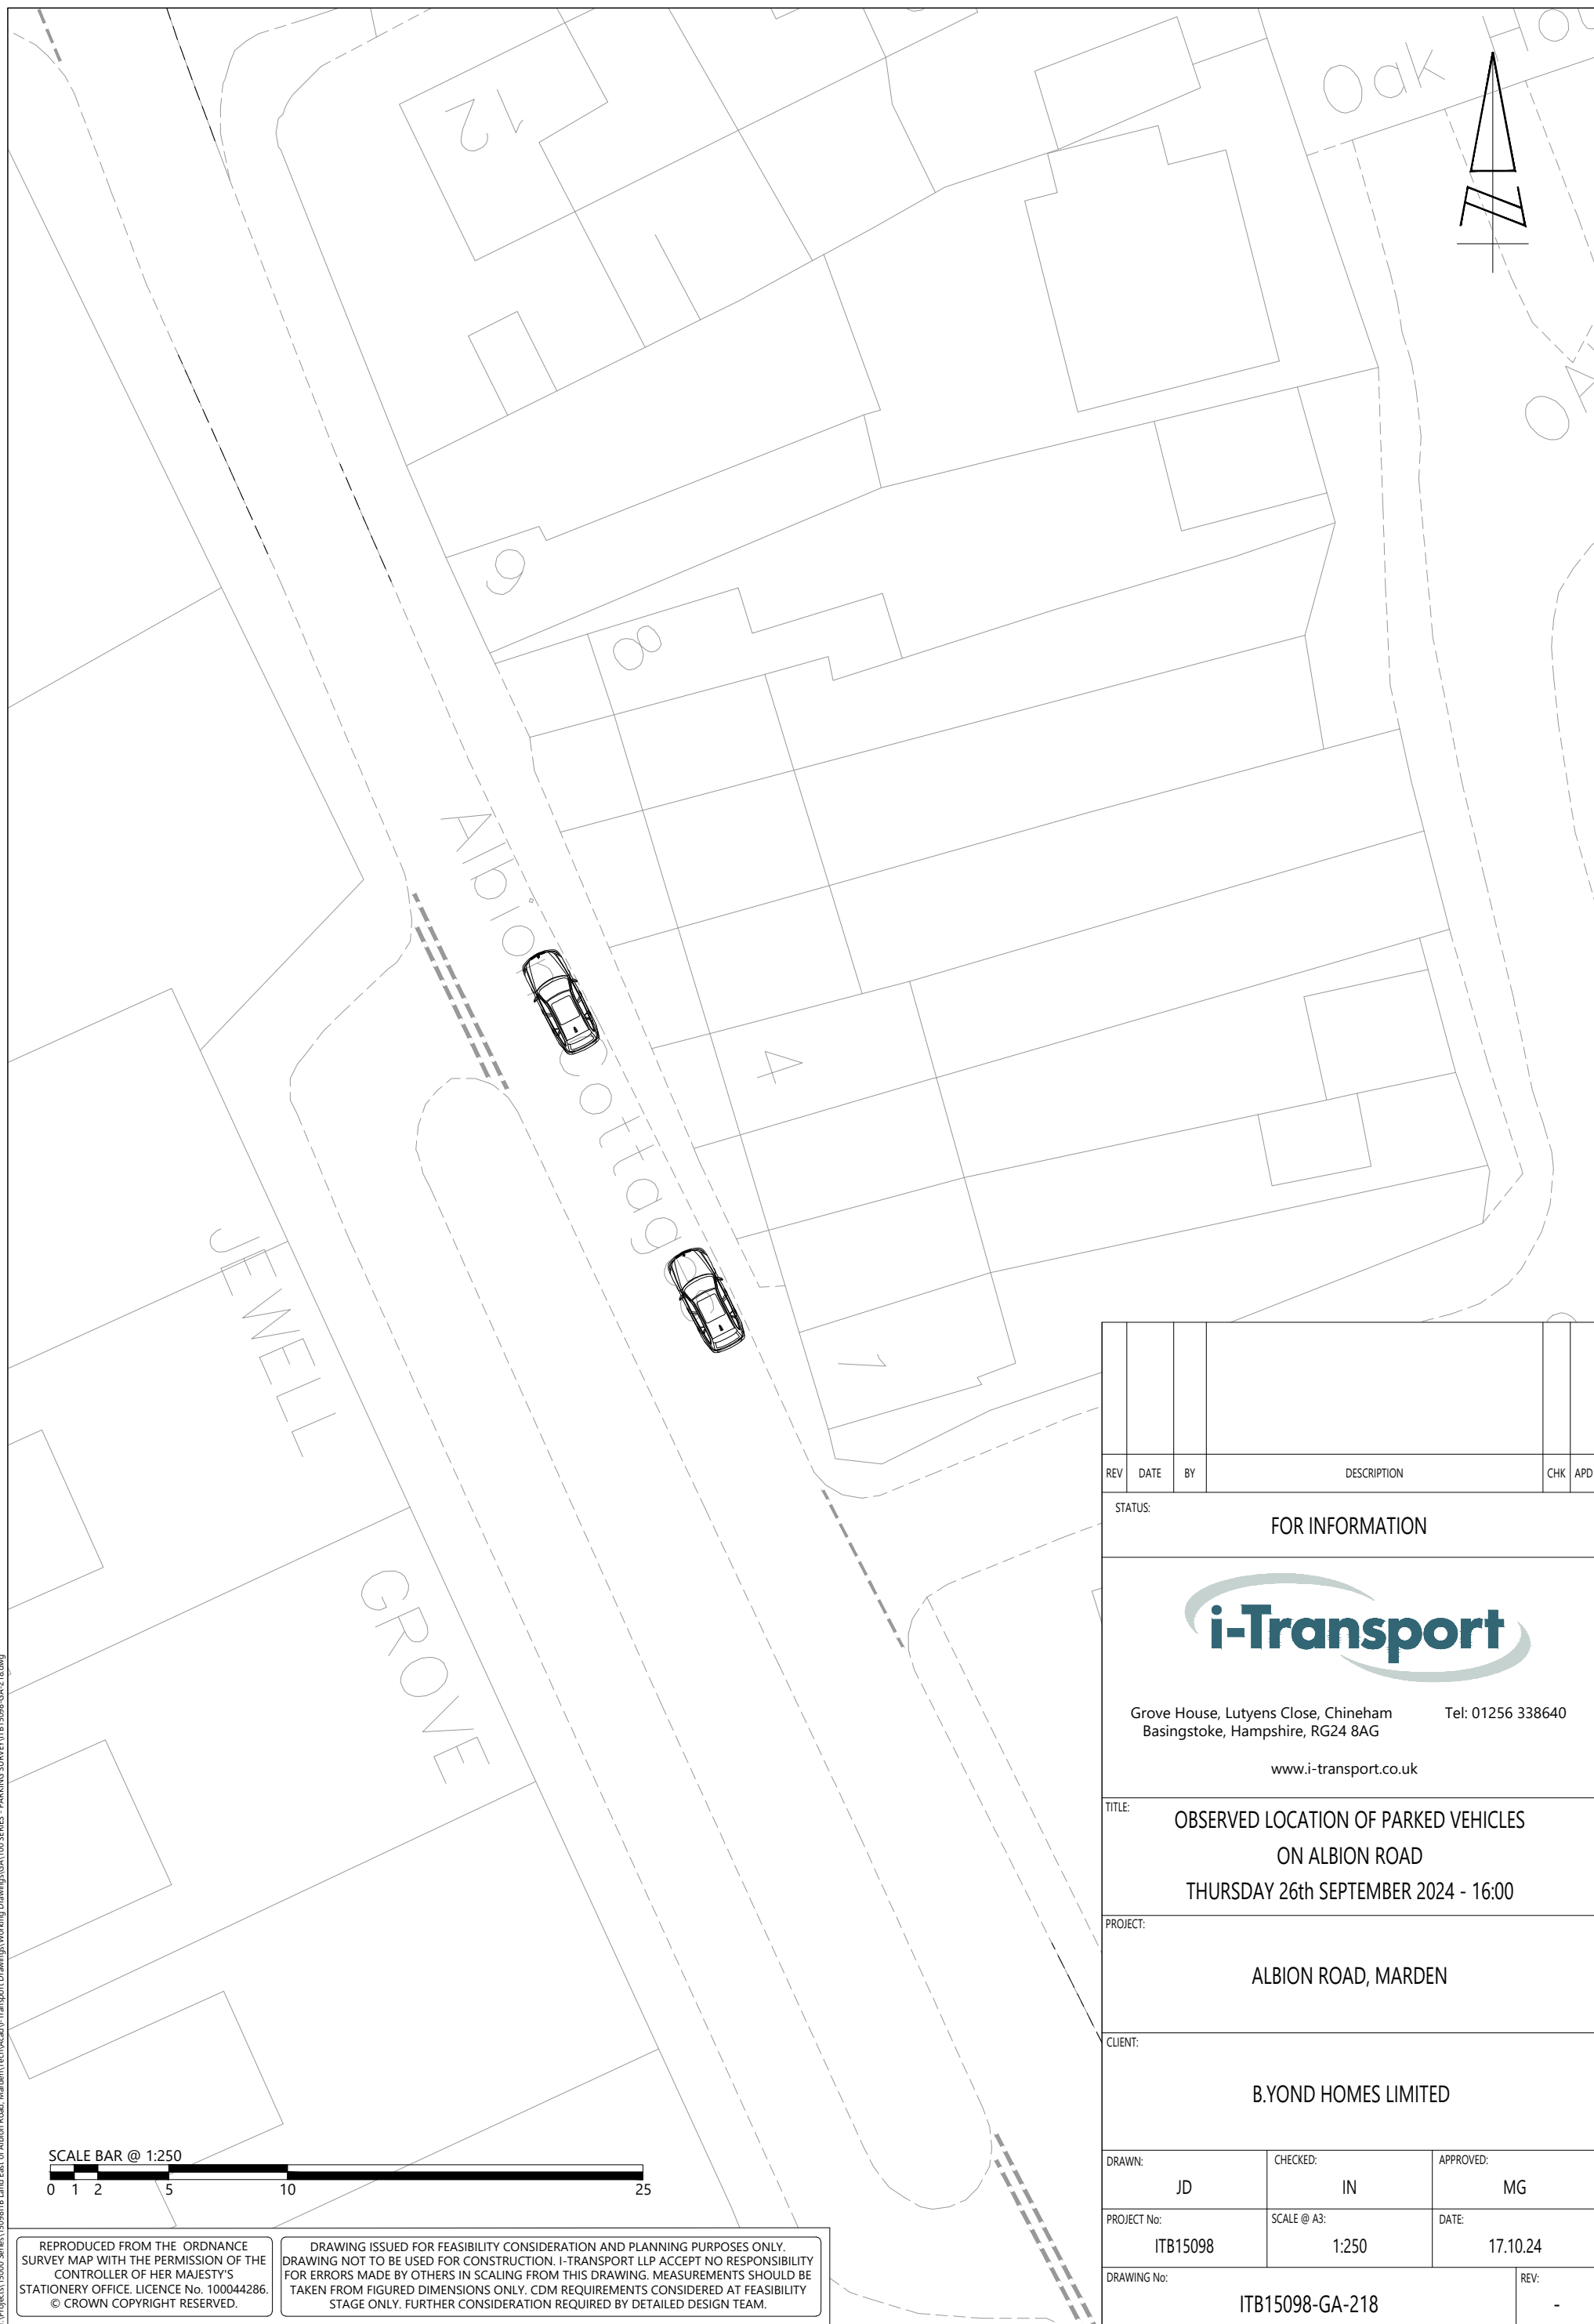 12
Oak
9
8
Albio
Cottag
4
1
JEWELL
GROVE
REV DATE BY DESCRIPTION CHK APD
STATUS:
FOR INFORMATION
i-Transport
Grove House, Lutyens Close, Chineham
Basingstoke, Hampshire, RG24 8AG
Tel: 01256 338640
www.i-transport.co.uk
TITLE:
OBSERVED LOCATION OF PARKED VEHICLES
ON ALBION ROAD
THURSDAY 26th SEPTEMBER 2024 - 16:00
PROJECT:
ALBION ROAD, MARDEN
CLIENT:
B.YOND HOMES LIMITED
DRAWN: CHECKED: APPROVED:
JD IN MG
PROJECT No: SCALE @ A3: DATE:
ITB15098 1:250 17.10.24
DRAWING No: REV:
ITB15098-GA-218 -
SCALE BAR @ 1:250
0 1 2 5 10 25
REPRODUCED FROM THE ORDNANCE
SURVEY MAP WITH THE PERMISSION OF THE
CONTROLLER OF HER MAJESTY'S
STATIONERY OFFICE. LICENCE No. 100044286.
© CROWN COPYRIGHT RESERVED.
DRAWING ISSUED FOR FEASIBILITY CONSIDERATION AND PLANNING PURPOSES ONLY.
DRAWING NOT TO BE USED FOR CONSTRUCTION. I-TRANSPORT LLP ACCEPT NO RESPONSIBILITY
FOR ERRORS MADE BY OTHERS IN SCALING FROM THIS DRAWING. MEASUREMENTS SHOULD BE
TAKEN FROM FIGURED DIMENSIONS ONLY. CDM REQUIREMENTS CONSIDERED AT FEASIBILITY
STAGE ONLY. FURTHER CONSIDERATION REQUIRED BY DETAILED DESIGN TEAM.